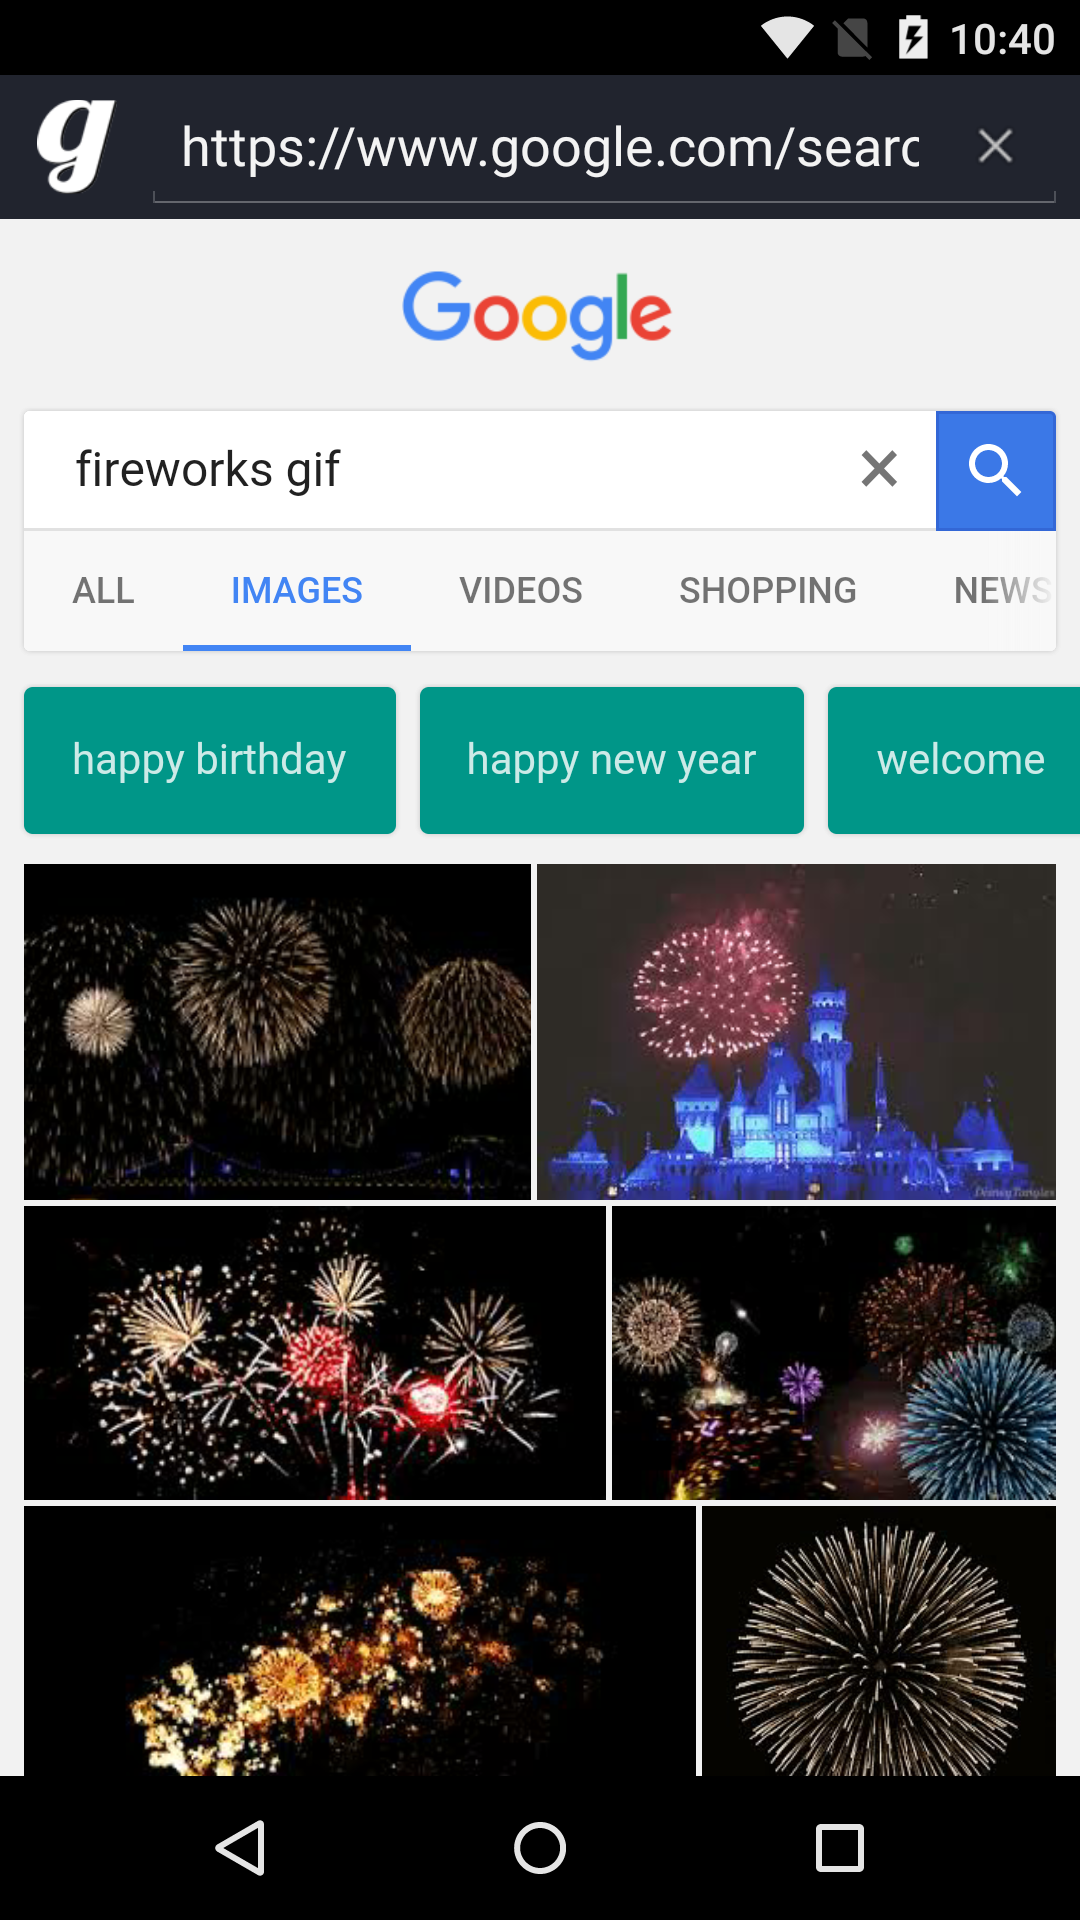 10:40
g
https://www.google.com/searc
Google
fireworks gif
ALL IMAGES VIDEOS SHOPPING NEWS
happy birthday happy new year welcome
DisneyTangles